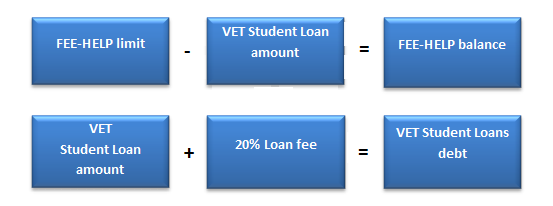 FEE-HELP limit
-
VET Student Loan
amount
=
FEE-HELP balance
VET
Student Loan
amount
+
20% Loan fee
=
VET Student Loans
debt